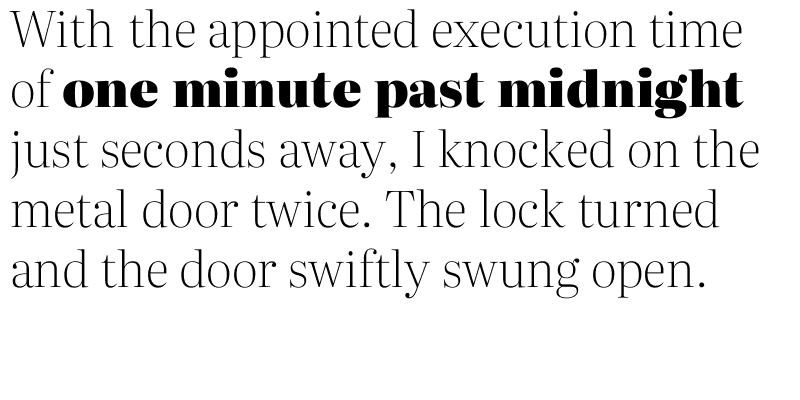 With the appointed execution time
of one minute past midnight
just seconds away, I knocked on the
metal door twice. The lock turned
and the door swiftly swung open.